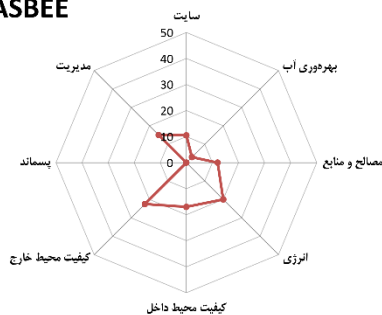 ASBEE
سایت
50
40
30
20
10
0
بهره‌وری آب
مصالح و منابع
انرژی
کیفیت محیط داخل
کیفیت محیط خارج
پسماند
مدیریت